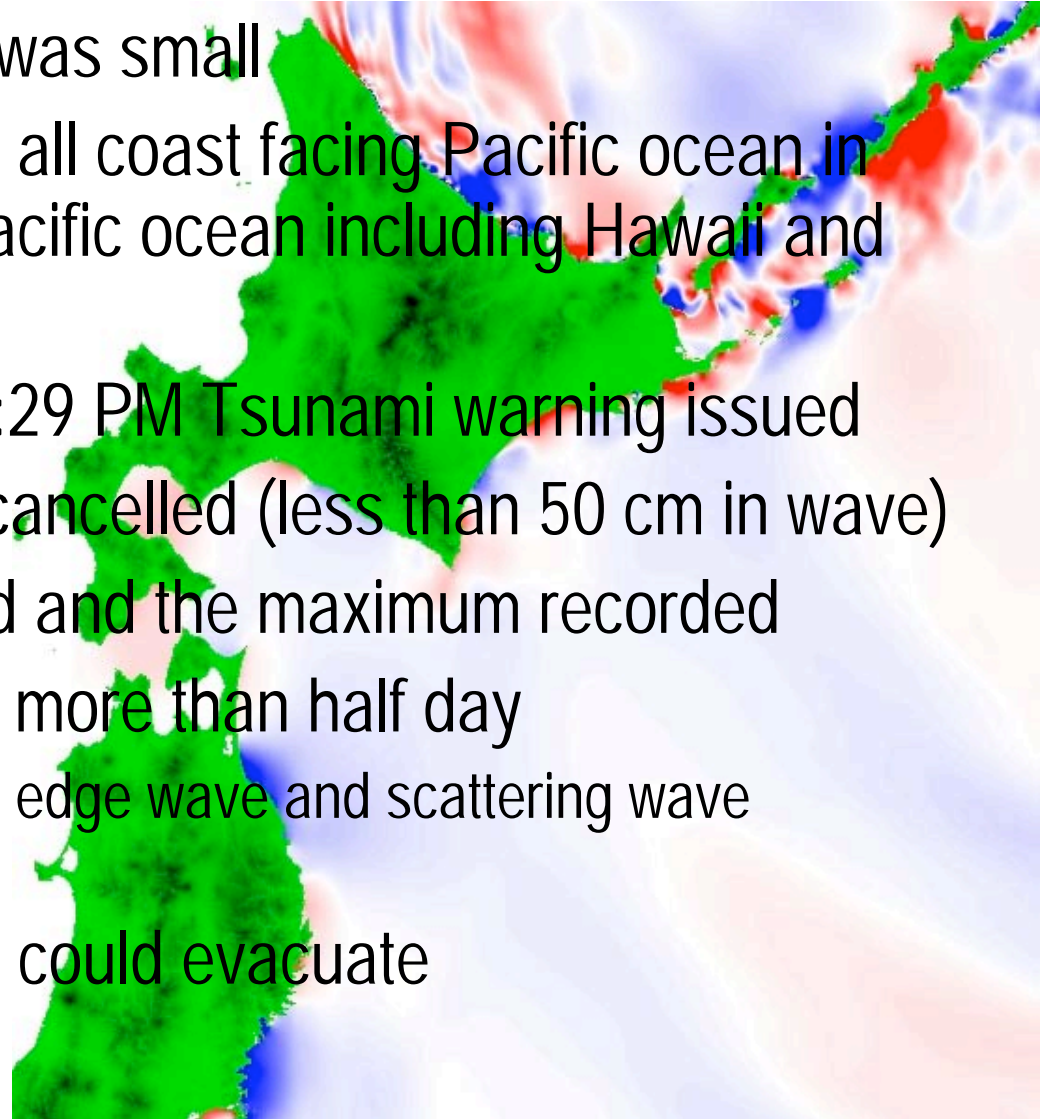 was small
all coast facing Pacific ocean in
acific ocean including Hawaii and
:29 PM Tsunami warning issued
cancelled (less than 50 cm in wave)
d and the maximum recorded
more than half day
edge wave and scattering wave
could evacuate